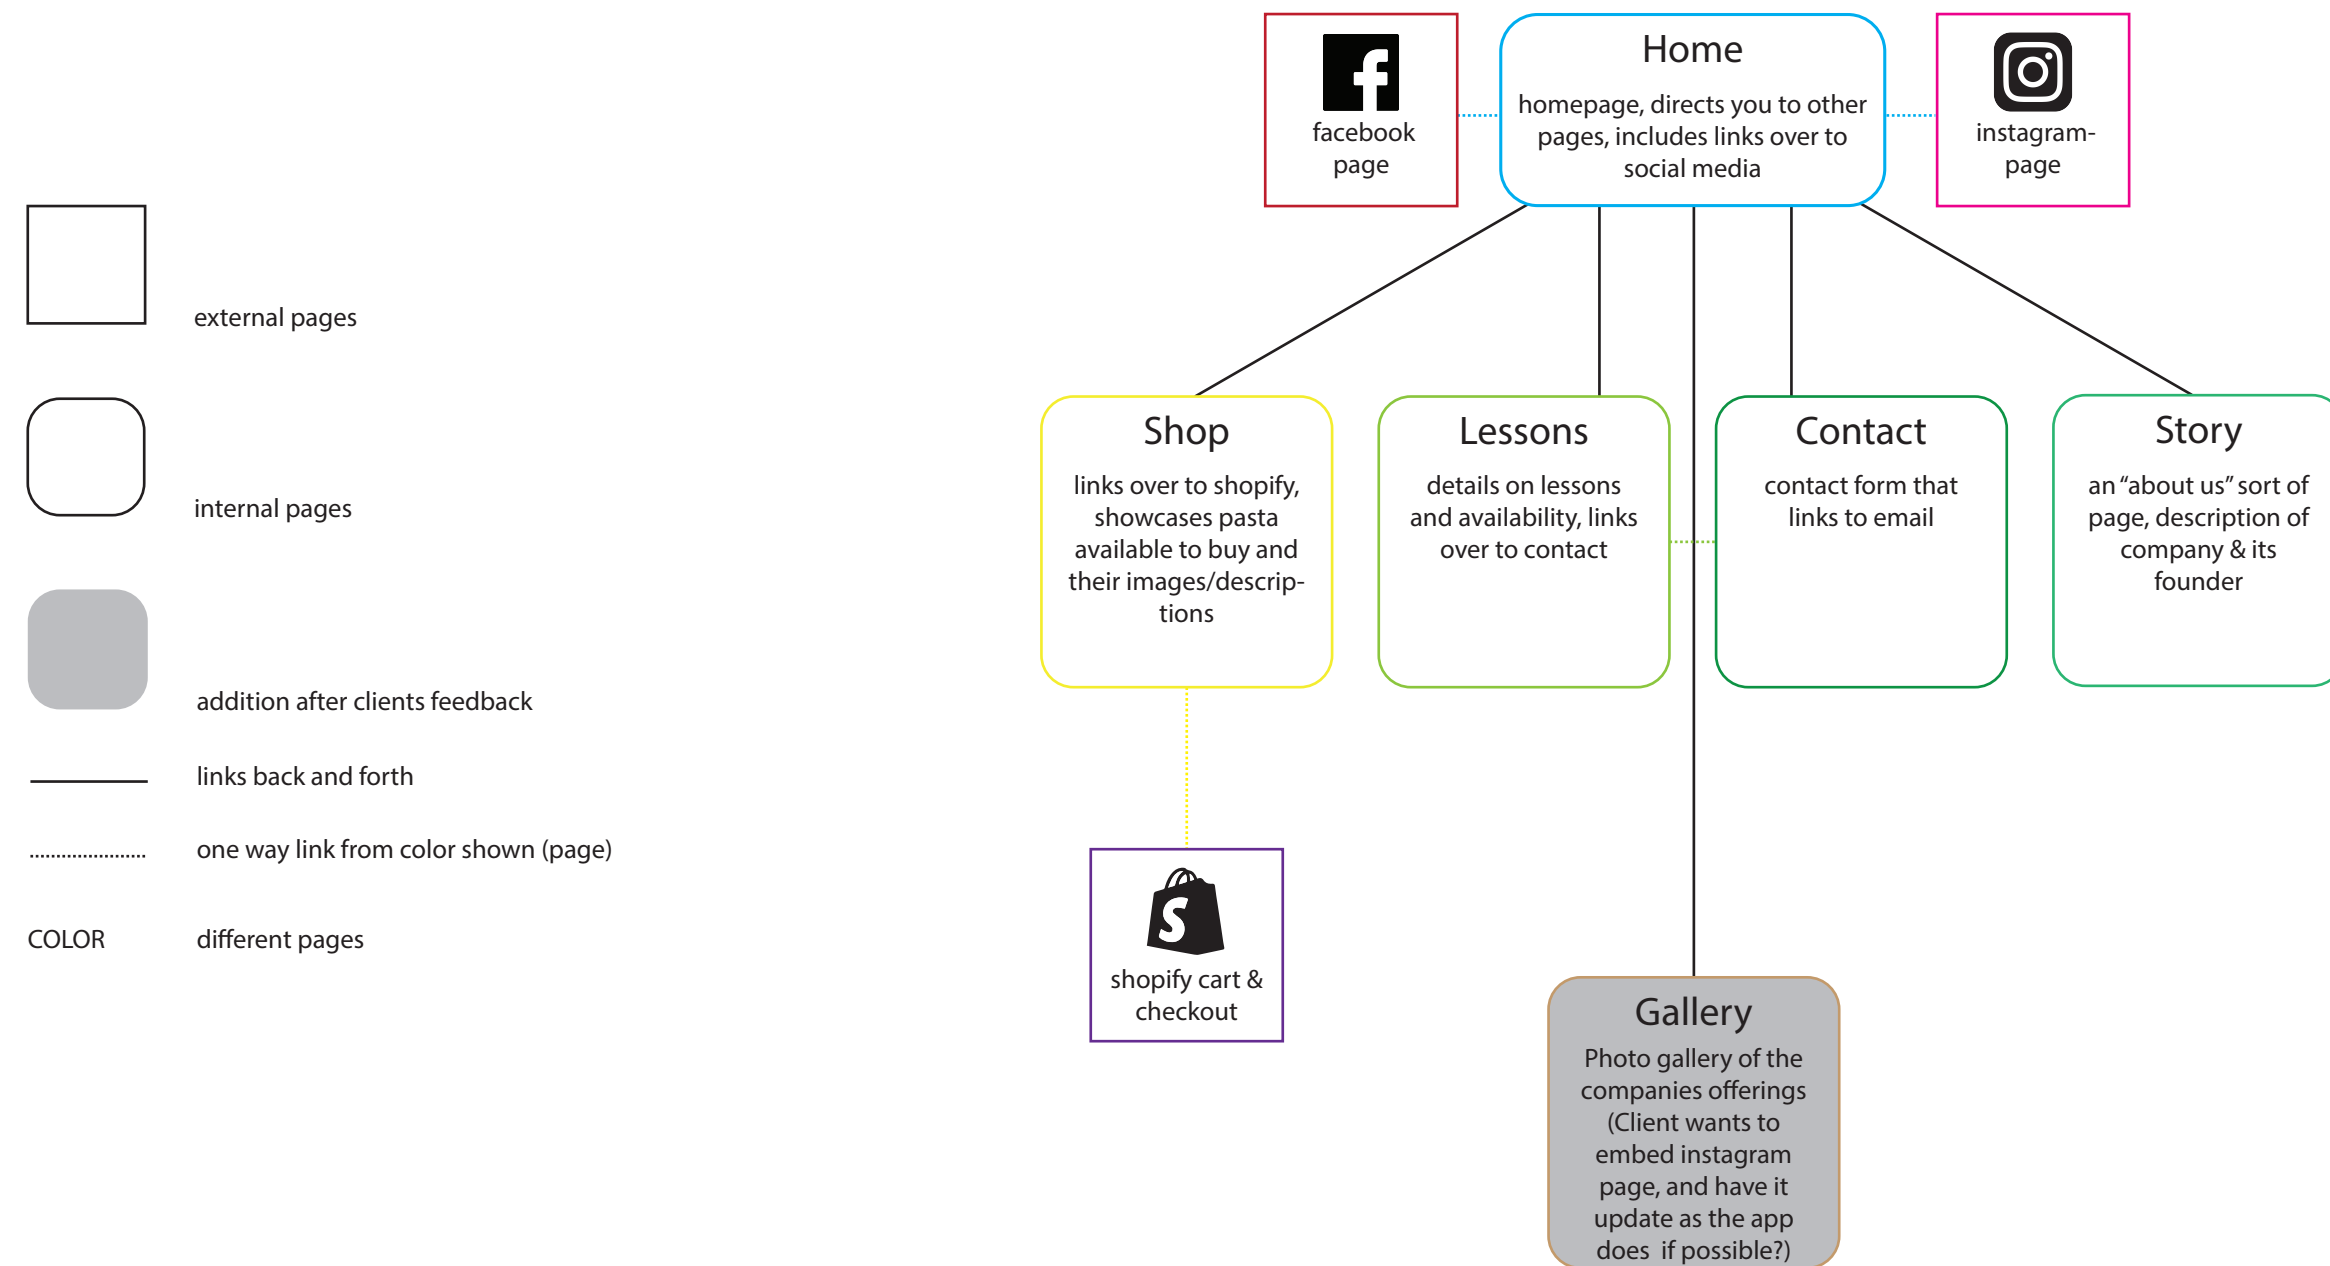 external pages
internal pages
addition after clients feedback
links back and forth
one way link from color shown (page)
COLOR
different pages
facebook
page
Home
homepage, directs you to other
pages, includes links over to
social media
instagram-
page
Shop
links over to shopify,
showcases pasta
available to buy and
their images/descrip-
tions
Lessons
details on lessons
and availability, links
over to contact
Contact
contact form that
links to email
Story
an “about us” sort of
page, description of
company & its
founder
shopify cart &
checkout
Gallery
Photo gallery of the
companies offerings
(Client wants to
embed instagram
page, and have it
update as the app
does  if possible?)